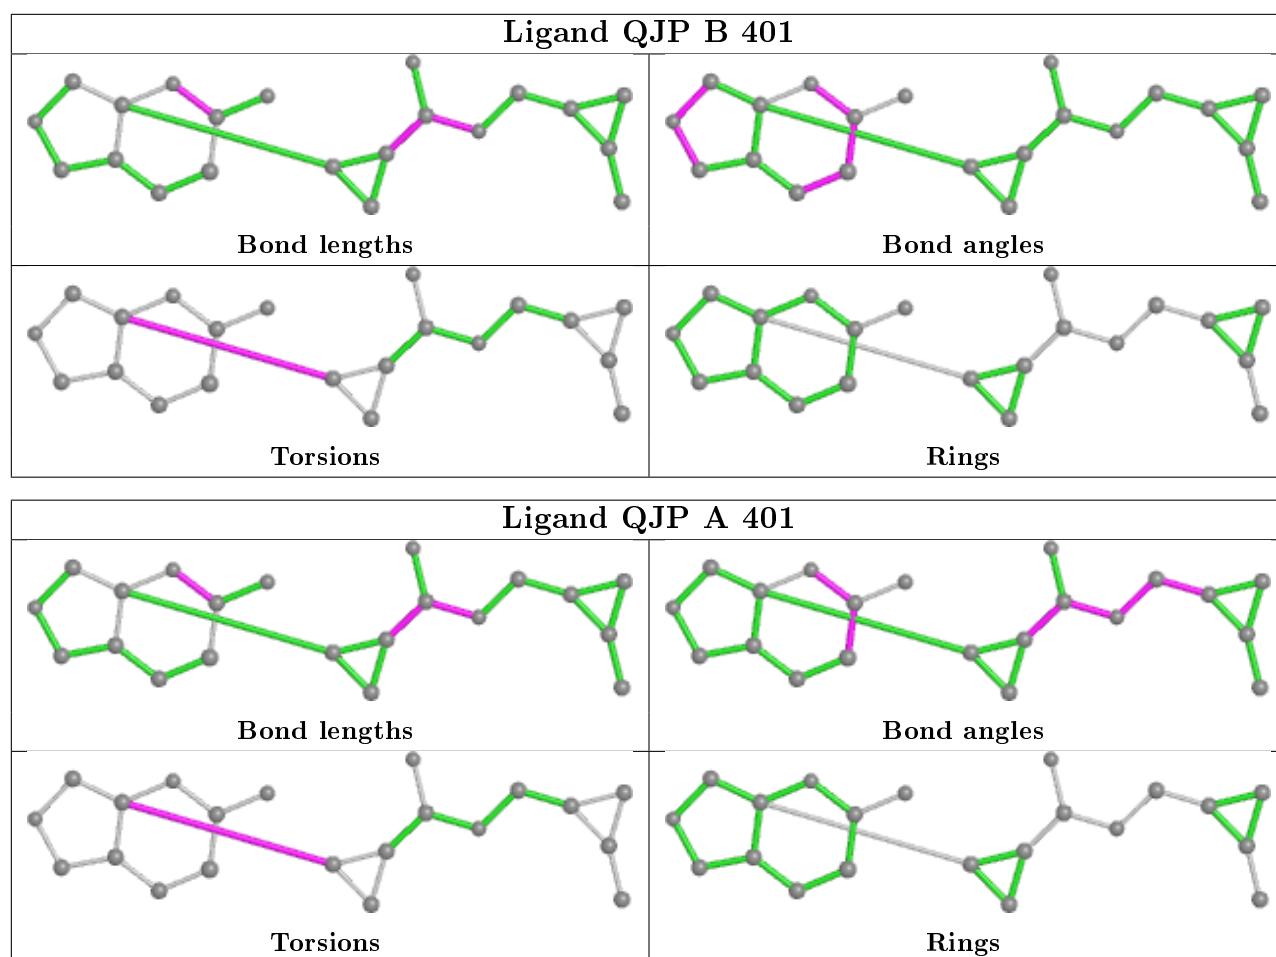 Ligand QJP B 401
Bond lengths
Bond angles
Torsions
Rings
Ligand QJP A 401
Bond lengths
Bond angles
Torsions
Rings